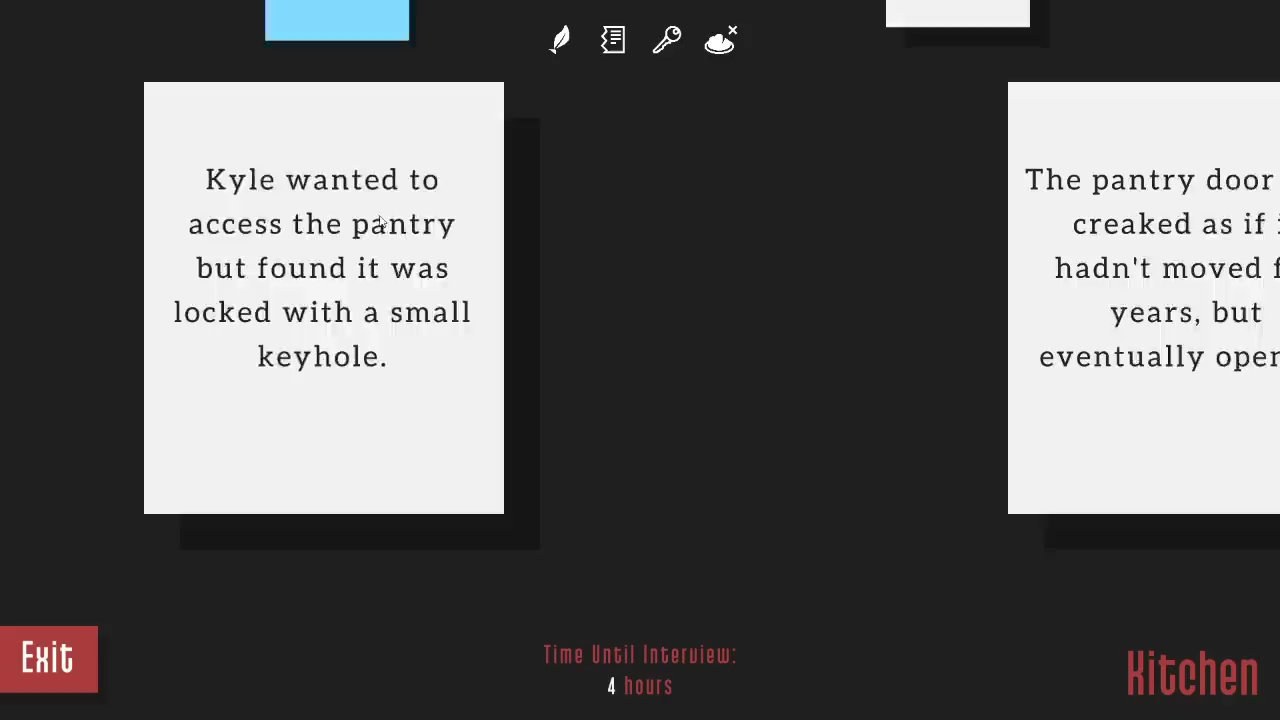 Kyle wanted to
access the pantry
but found it was
locked with a small
keyhole.
The pantry door
creaked as if
hadn't moved
years, but
eventually
Exit
Time Until Interview:
4 hours
Kitchen